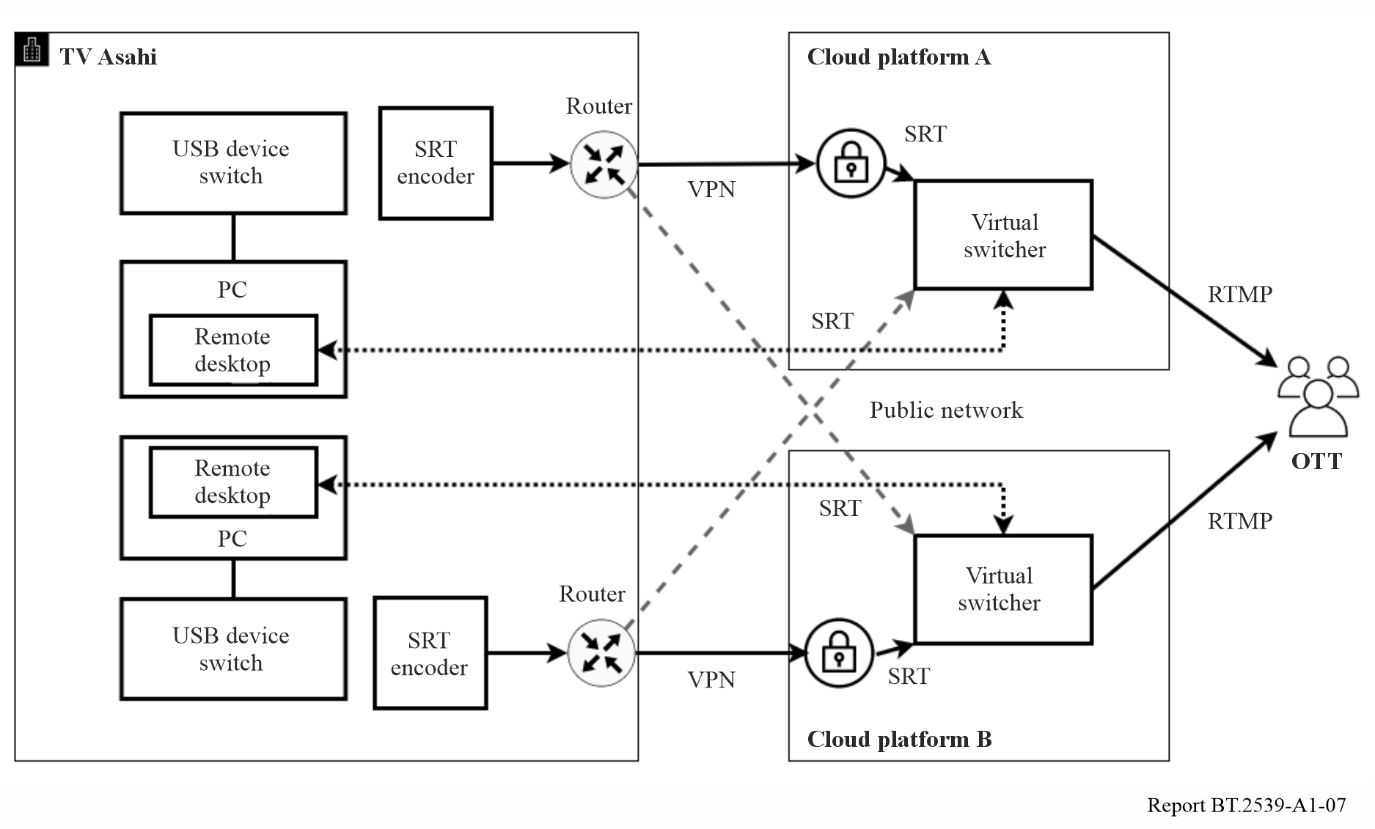 TV Asahi
Cloud platform A
Router
USB device
switch
SRT
encoder
VPN
SRT
Virtual
switcher
PC
Remote
desktop
SRT
RTMP
Public network
Remote
desktop
PC
OTT
SRT
RTMP
Virtual
switcher
Router
USB device
switch
SRT
encoder
VPN
SRT
Cloud platform B
Report BT.2539-A1-07